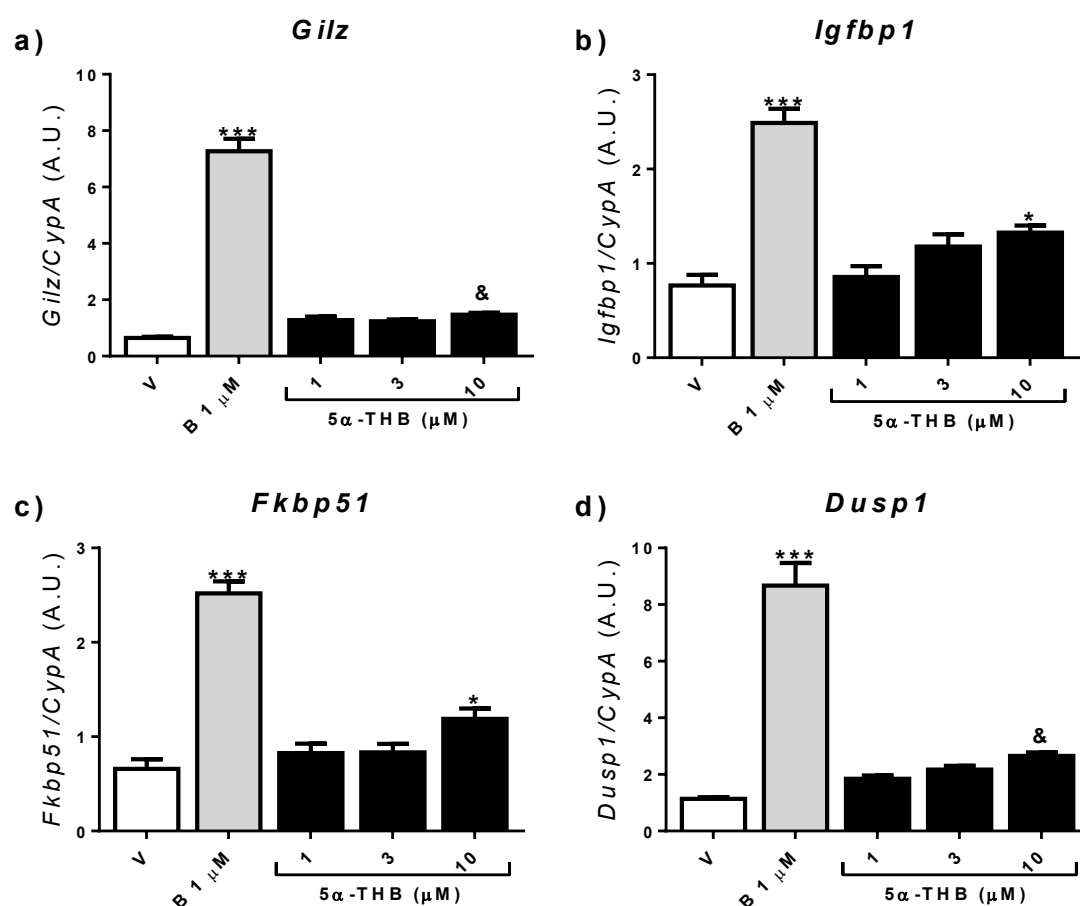 a)
Gilz
Gilz/CypA (A.U.)
10
8
6
4
2
0
***
&
V
B 1 μM
1
3
10
5α-THB (μM)
b)
Igfbp1
Igfbp1/CypA (A.U.)
3
2
1
0
***
*
V
B 1 μM
1
3
10
5α-THB (μM)
c)
Fkbp51
Fkbp51/CypA (A.U.)
3
2
1
0
***
*
V
B 1 μM
1
3
10
5α-THB (μM)
d)
Dusp1
Dusp1/CypA (A.U.)
10
8
6
4
2
0
***
&
V
B 1 μM
1
3
10
5α-THB (μM)